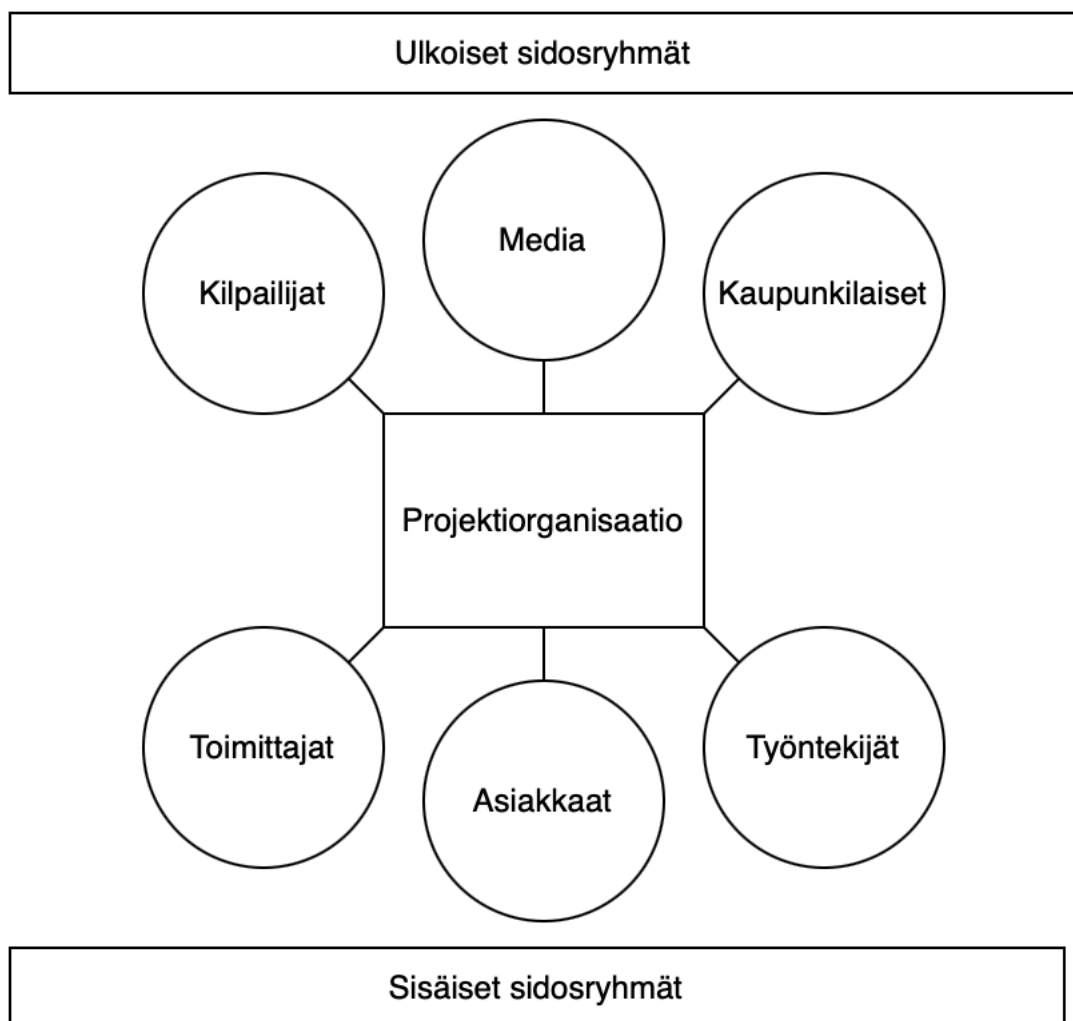 Ulkoiset sidosryhmät
Media
Kilpailijat
Kaupunkilaiset
Projektiorganisaatio
Toimittajat
Työntekijät
Asiakkaat
Sisäiset sidosryhmät